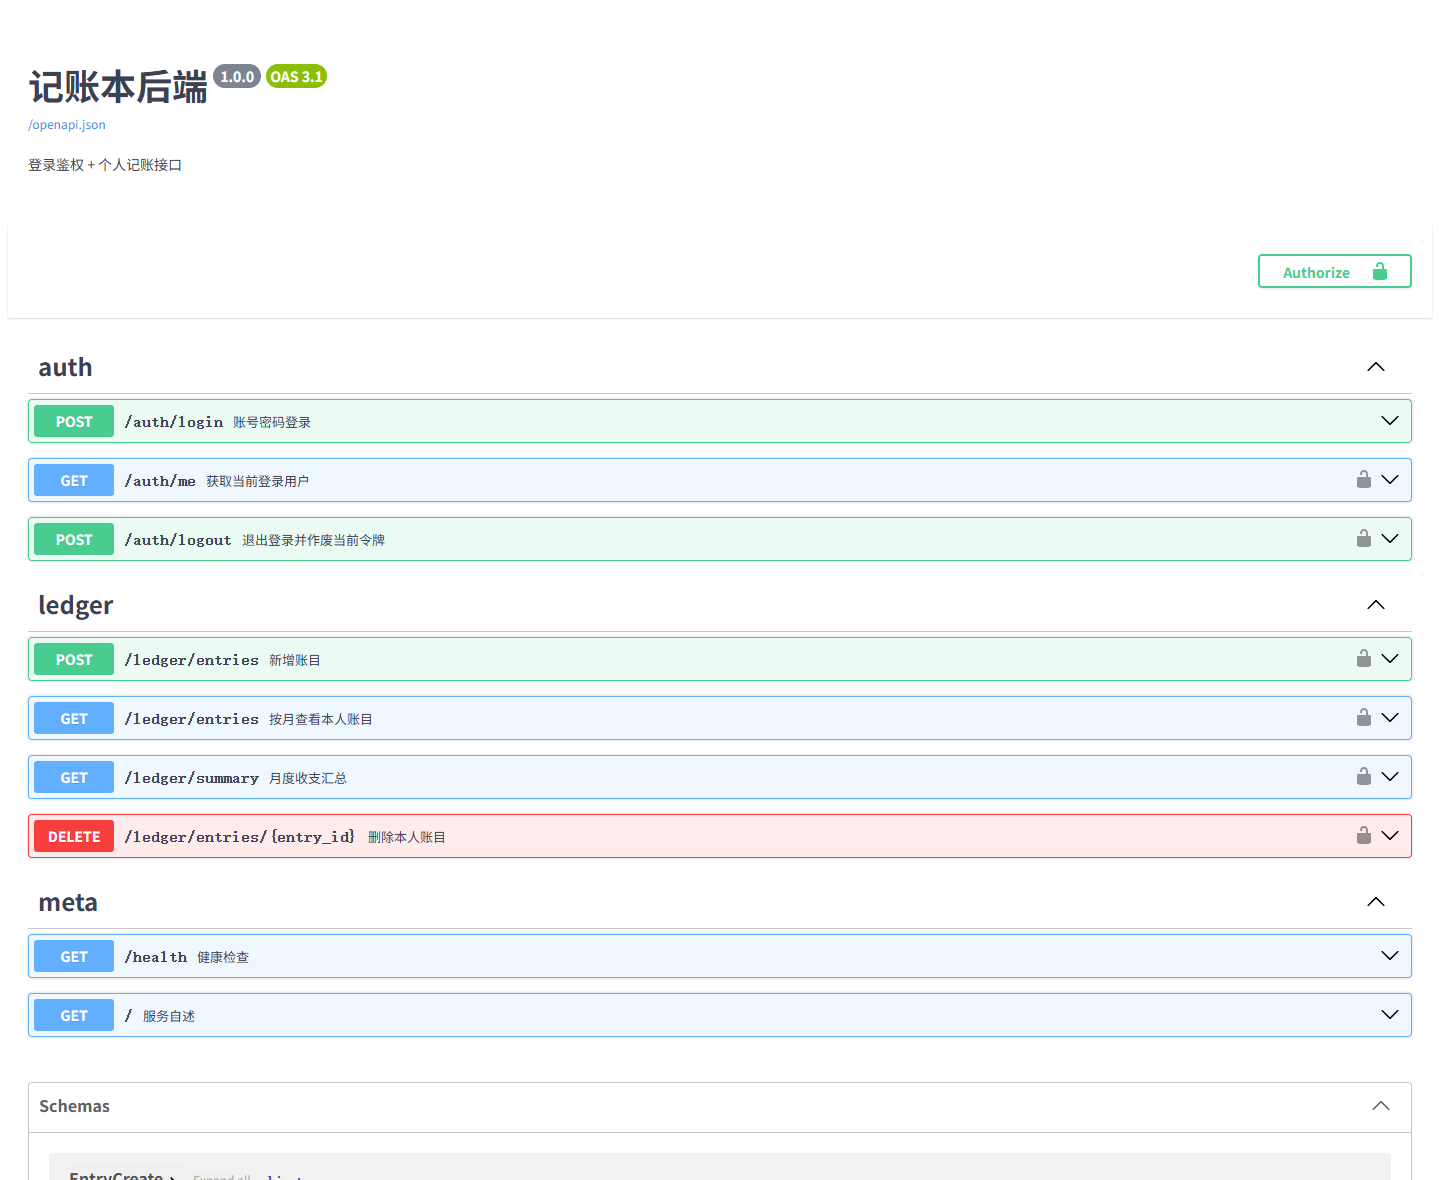 记账本后端 1.0.0 OAS 3.1
/openapi.json
登录鉴权 + 个人记账接口
Authorize
auth
POST /auth/login 账号密码登录
GET /auth/me 获取当前登录用户
POST /auth/logout 退出登录并作废当前令牌
ledger
POST /ledger/entries 新增账目
GET /ledger/entries 按月查看本人账目
GET /ledger/summary 月度收支汇总
DELETE /ledger/entries/{entry_id} 删除本人账目
meta
GET /health 健康检查
GET / 服务自述
Schemas
EntryCreate Expand all